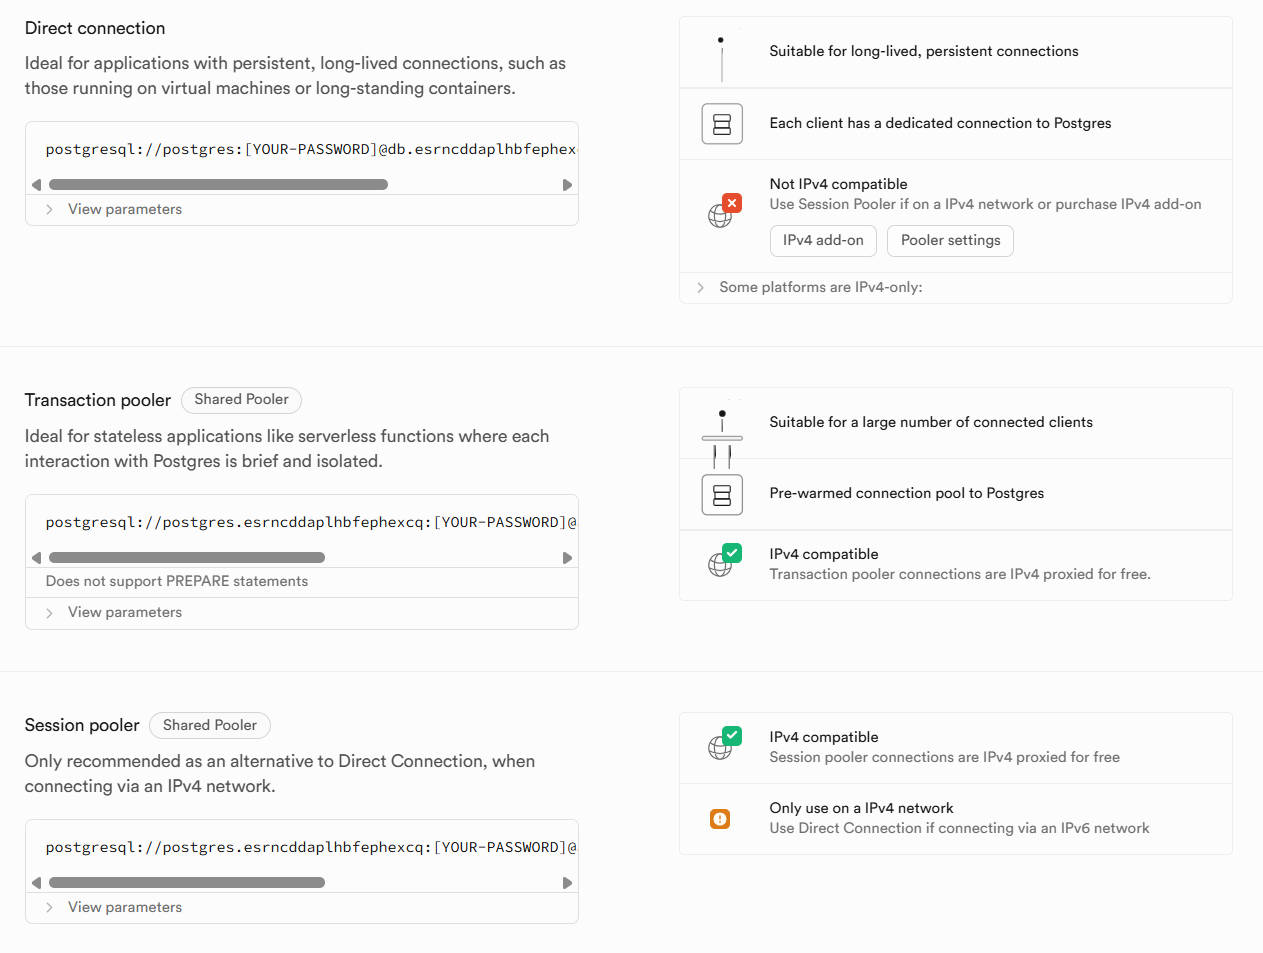 Direct connection
Ideal for applications with persistent, long-lived connections, such as
those running on virtual machines or long-standing containers.
postgresql://postgres:[YOUR-PASSWORD]@db.esrncddaplhbfephex
View parameters
Suitable for long-lived, persistent connections
Each client has a dedicated connection to Postgres
Not IPv4 compatible
Use Session Pooler if on a IPv4 network or purchase IPv4 add-on
IPv4 add-on
Pooler settings
Some platforms are IPv4-only:
Transaction pooler
Shared Pooler
Ideal for stateless applications like serverless functions where each
interaction with Postgres is brief and isolated.
postgresql://postgres.esrncddaplhbfephexcq:[YOUR-PASSWORD]@
Does not support PREPARE statements
View parameters
Suitable for a large number of connected clients
Pre-warmed connection pool to Postgres
IPv4 compatible
Transaction pooler connections are IPv4 proxied for free.
Session pooler
Shared Pooler
Only recommended as an alternative to Direct Connection, when
connecting via an IPv4 network.
postgresql://postgres.esrncddaplhbfephexcq:[YOUR-PASSWORD]@
View parameters
IPv4 compatible
Session pooler connections are IPv4 proxied for free
Only use on a IPv4 network
Use Direct Connection if connecting via an IPv6 network